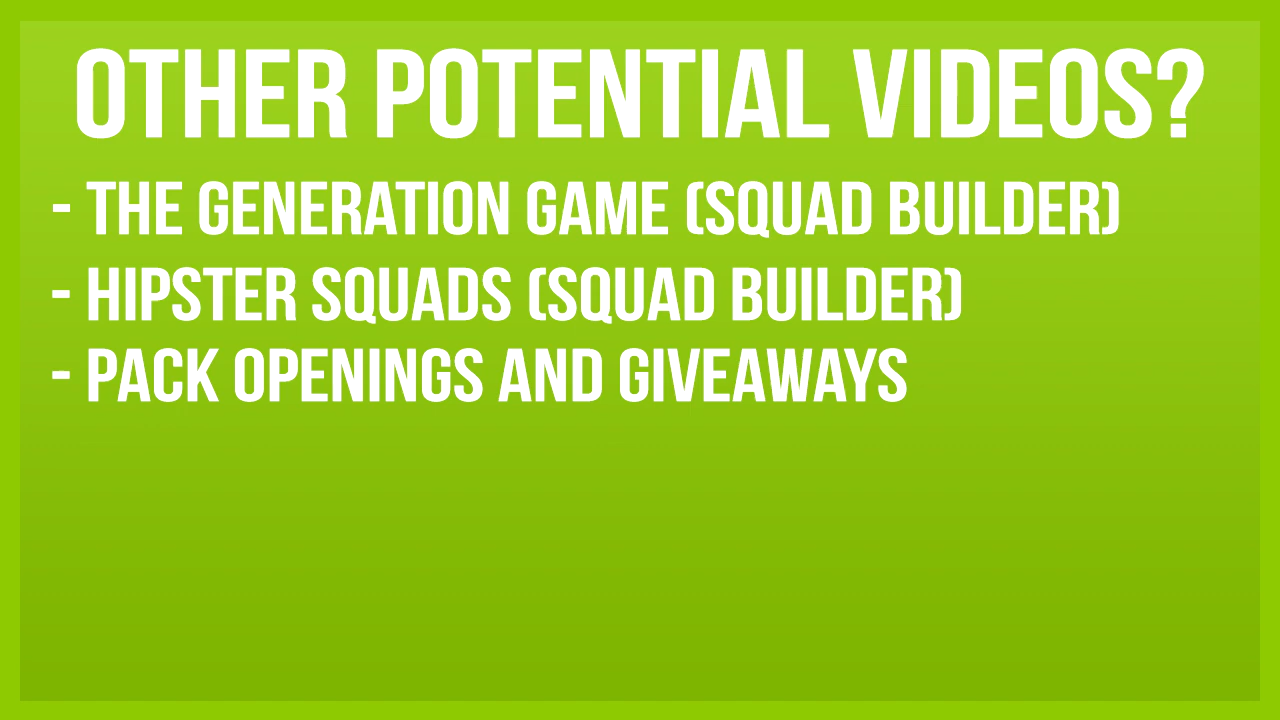 OTHER POTENTIAL VIDEOS?
- THE GENERATION GAME (SQUAD BUILDER)
- HIPSTER SQUADS (SQUAD BUILDER)
- PACK OPENINGS AND GIVEAWAYS